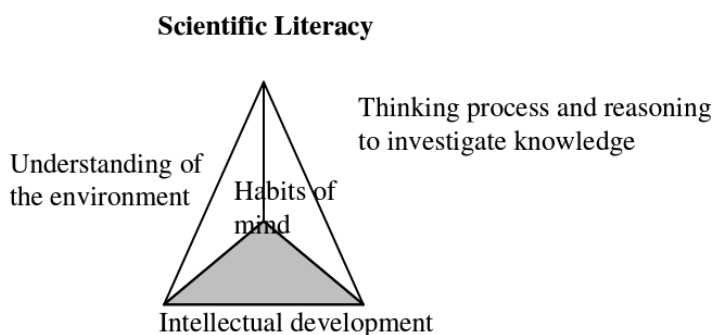 Scientific Literacy
Thinking process and reasoning
to investigate knowledge
Understanding of
the environment
Habits of
mind
Intellectual development